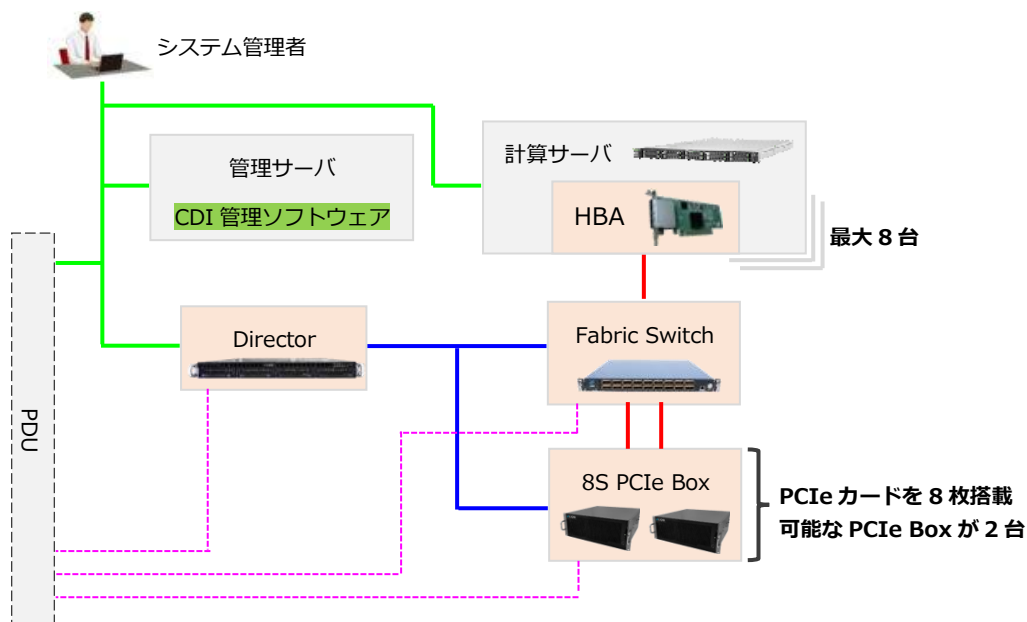 システム管理者
管理サーバ
CDI 管理ソフトウェア
計算サーバ
HBA
最大 8 台
Director
Fabric Switch
PDU
8S PCIe Box
PCIe カードを 8 枚搭載
可能な PCIe Box が 2 台